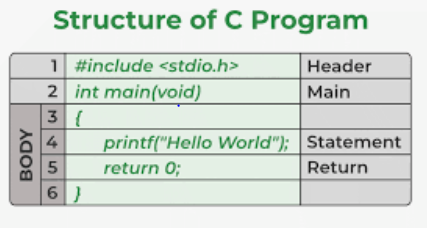 Structure of C Program
1 #include <stdio.h> Header
2 int main(void) Main
3 {
4 printf("Hello World"); Statement
5 return 0; Return
6 }
BODY